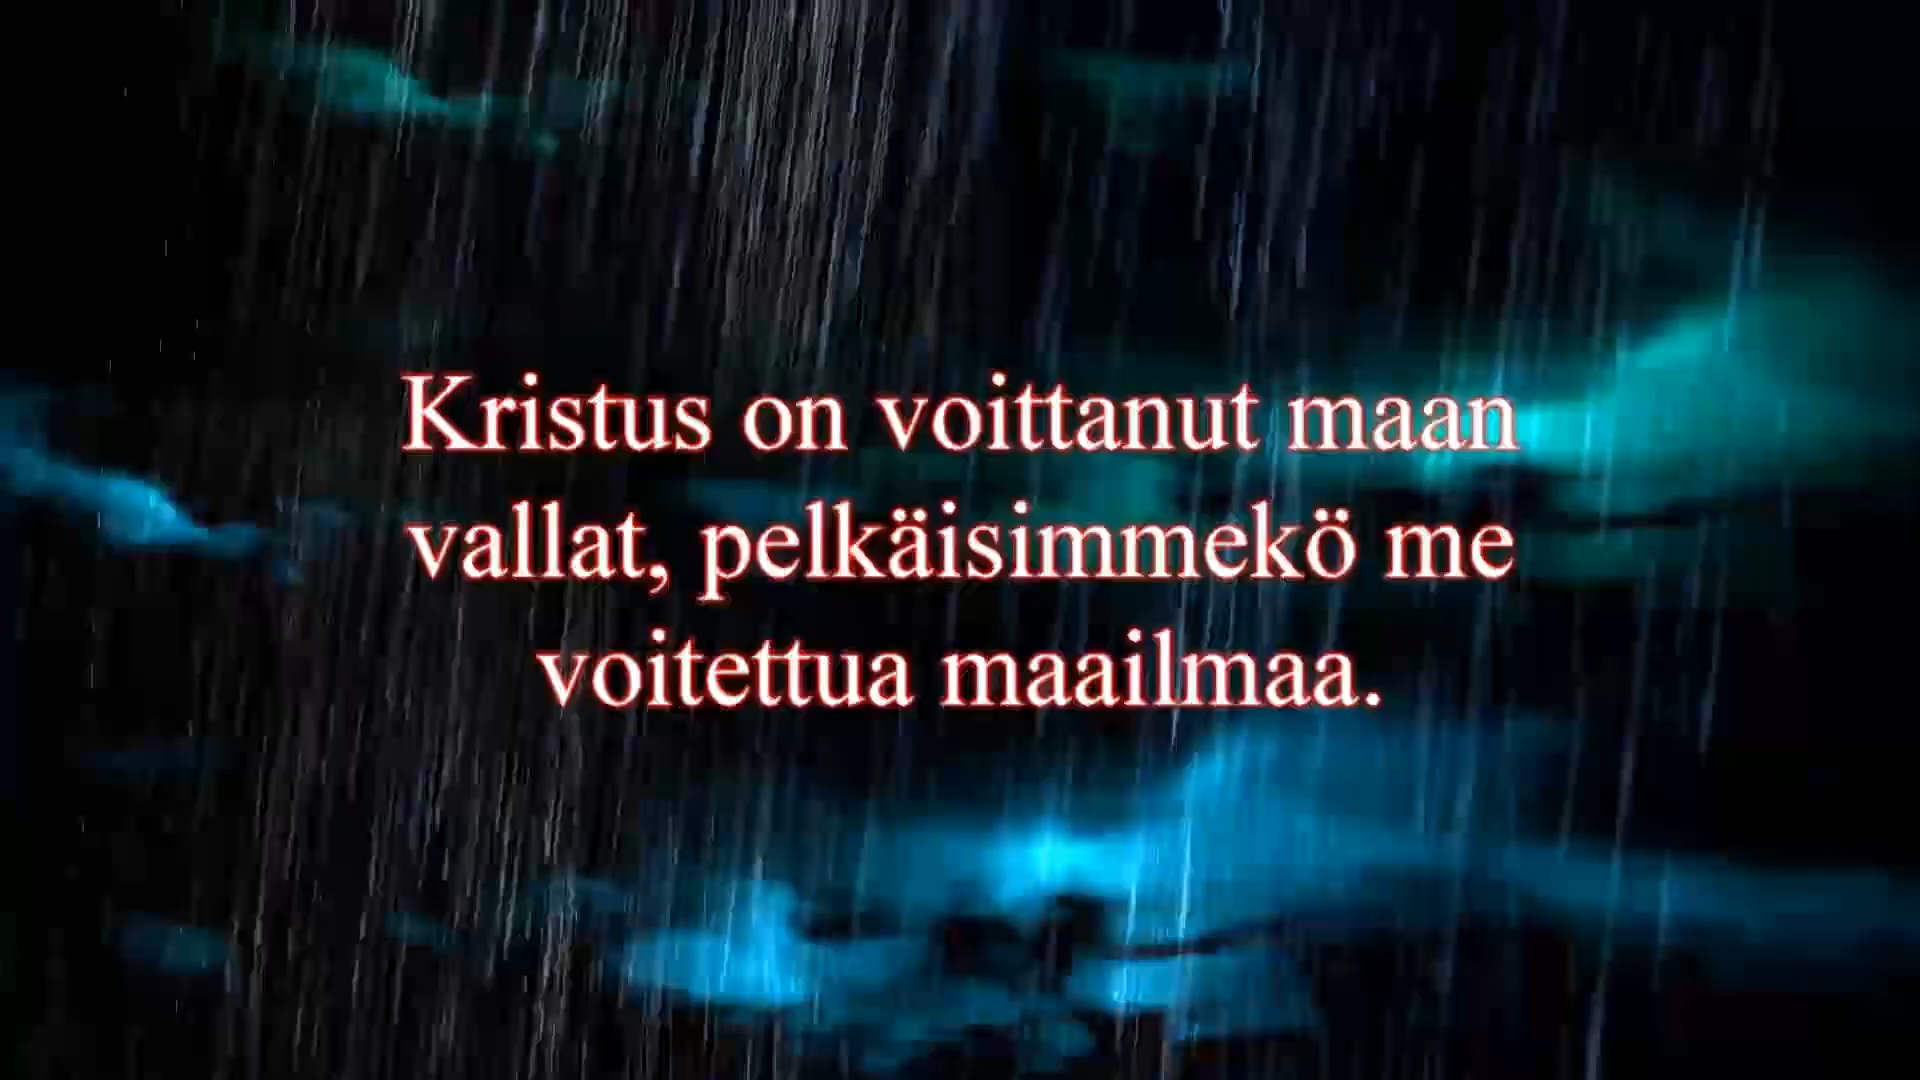 Kristus on voittanut maan
vallat, pelkäisimmekö me
voitettua maailmaa.